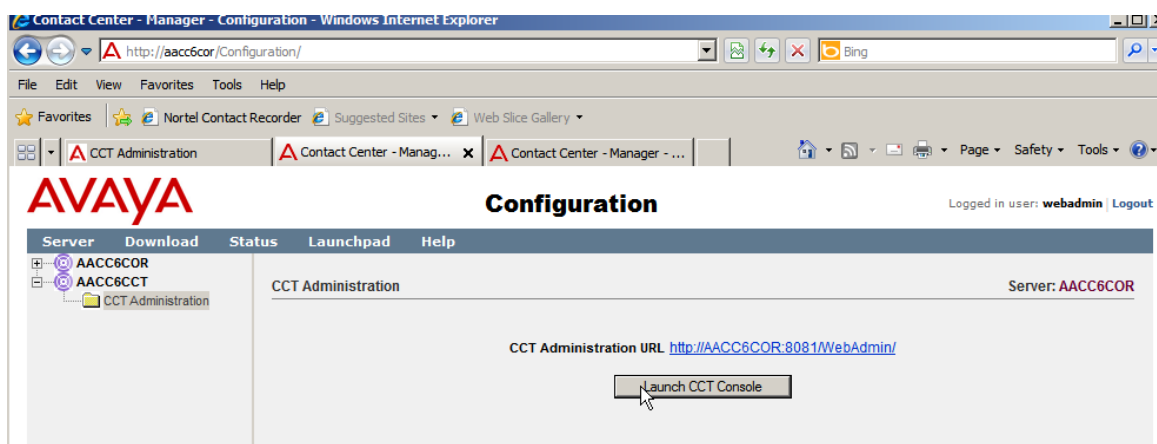 Contact Center - Manager - Configuration - Windows Internet Explorer
http://aacc6cor/Configuration/
Bing
File Edit View Favorites Tools Help
Favorites Nortel Contact Recorder Suggested Sites Web Slice Gallery
CCT Administration Contact Center - Manag... Contact Center - Manager - ... Page Safety Tools
AVAYA Configuration Logged in user: webadmin | Logout
Server Download Status Launchpad Help
AACC6COR
AACC6CCT
CCT Administration
CCT Administration Server: AACC6COR
CCT Administration URL http://AACC6COR:8081/WebAdmin/
Launch CCT Console